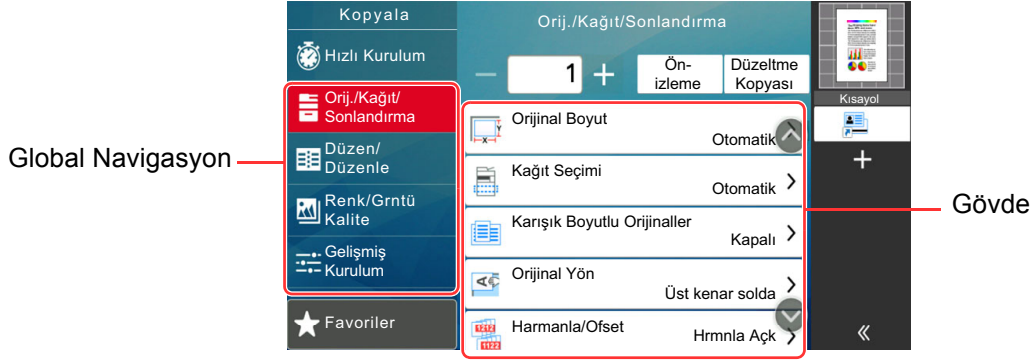 Kopyala
Orij./Kağıt/Sonlandırma
Hızlı Kurulum
1
Ön-
izleme
Düzeltme
Kopyası
Orij./Kağıt/
Sonlandırma
Düzen/
Düzenle
Renk/Grntü
Kalite
Gelişmiş
Kurulum
Favoriler
Global Navigasyon
Orijinal Boyut
Otomatik
Kağıt Seçimi
Otomatik
Karışık Boyutlu Orijinaller
Kapalı
Orijinal Yön
Üst kenar solda
Harmanla/Ofset
Hrmnla Açk
Kısayol
Gövde